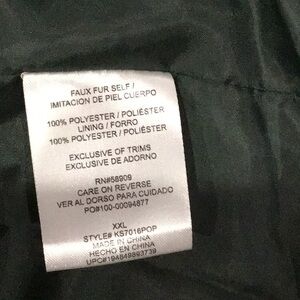 FAUX FUR SELF /
IMITACION DE PIEL CUERPO
100% POLYESTER / POLIÉSTER
LINING / FORRO
100% POLYESTER / POLIÉSTER
EXCLUSIVE OF TRIMS
EXCLUSIVE DE ADORNO
RN#58909
CARE ON REVERSE
VER AL DORSO PARA CUIDADO
PO#100-00094877
XXL
STYLE# KS7016POP
MADE IN CHINA
HECHO EN CHINA
UPC#194849893739